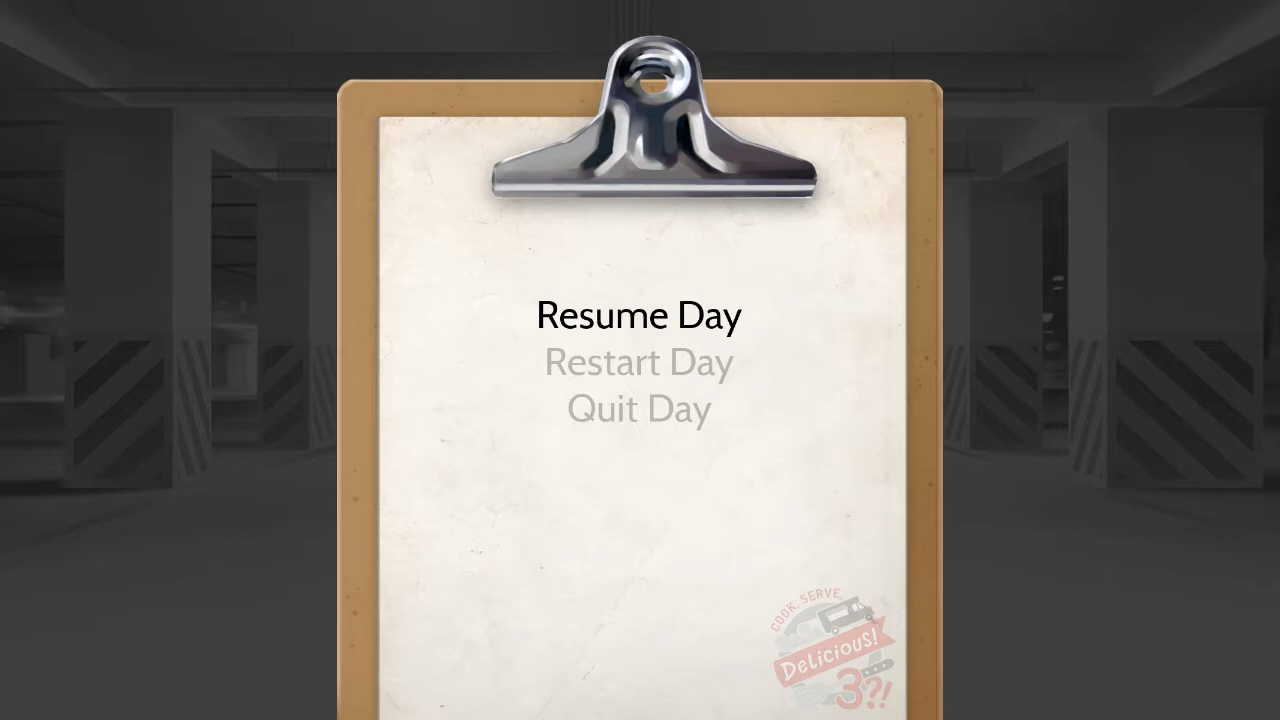 Resume Day
Restart Day
Quit Day
COOK, SERVE,
Delicious!
3?!